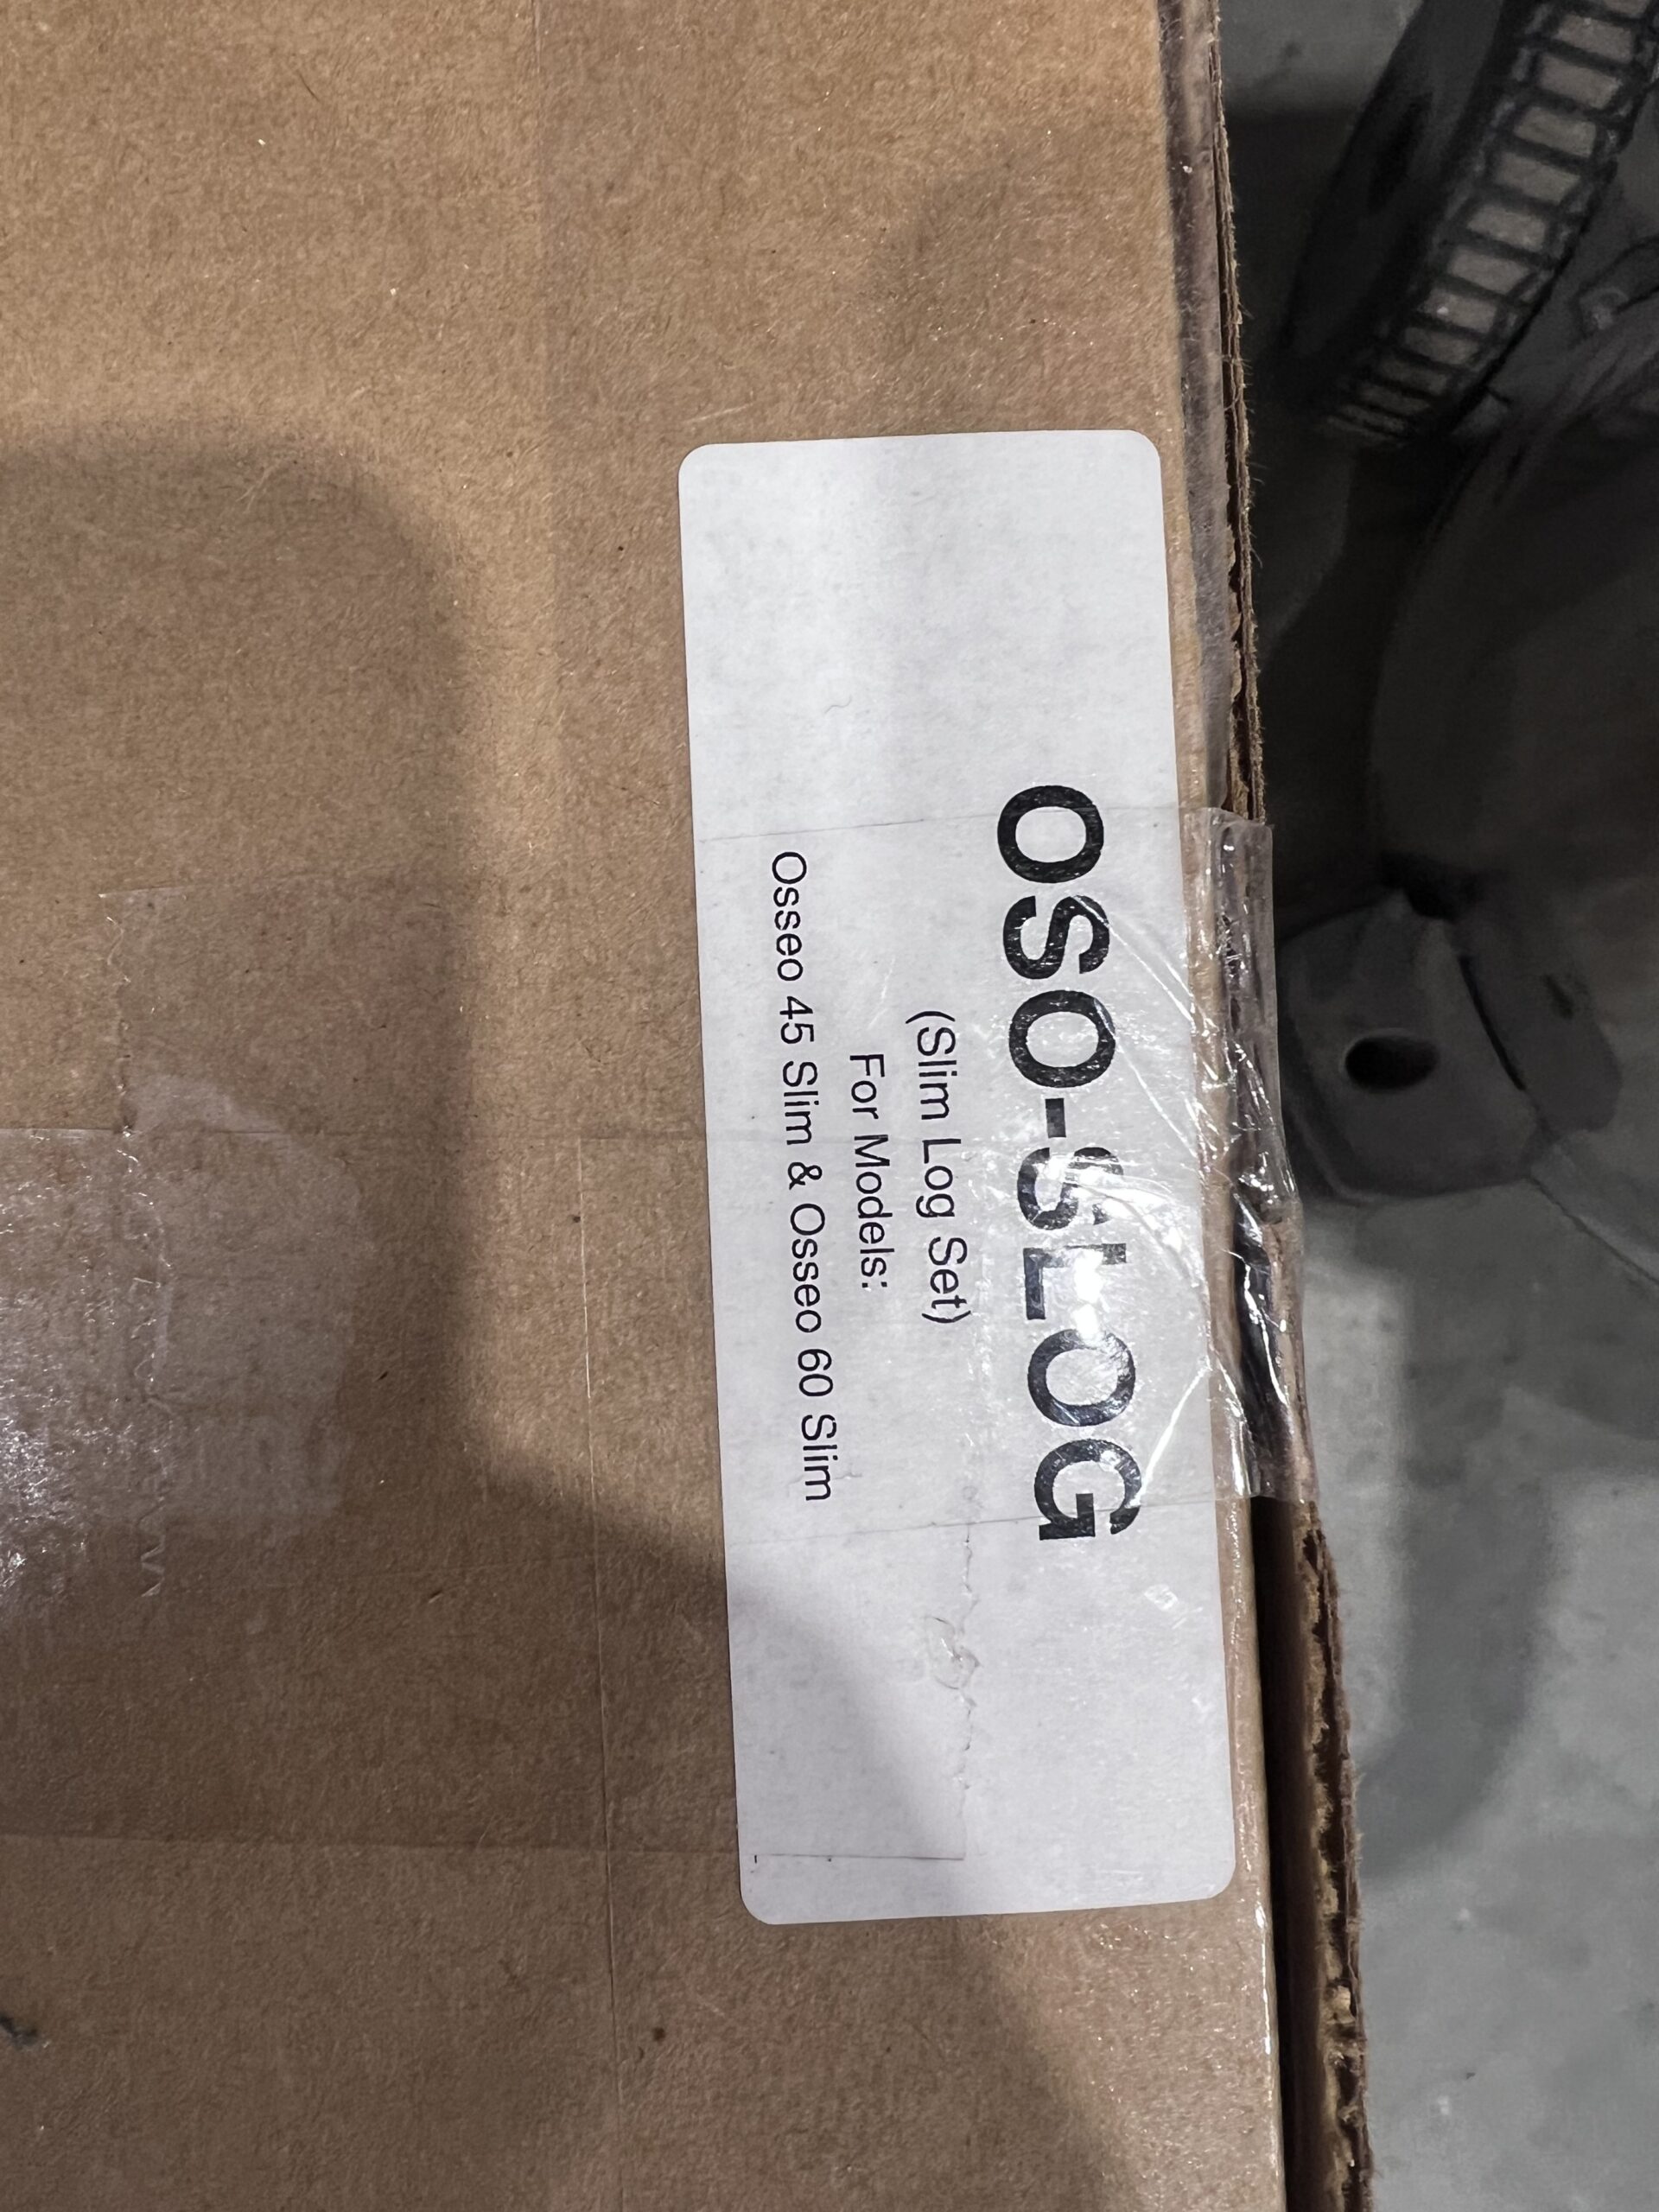 OSO-SLOG
(Slim Log Set)
For Models:
Osseo 45 Slim & Osseo 60 Slim